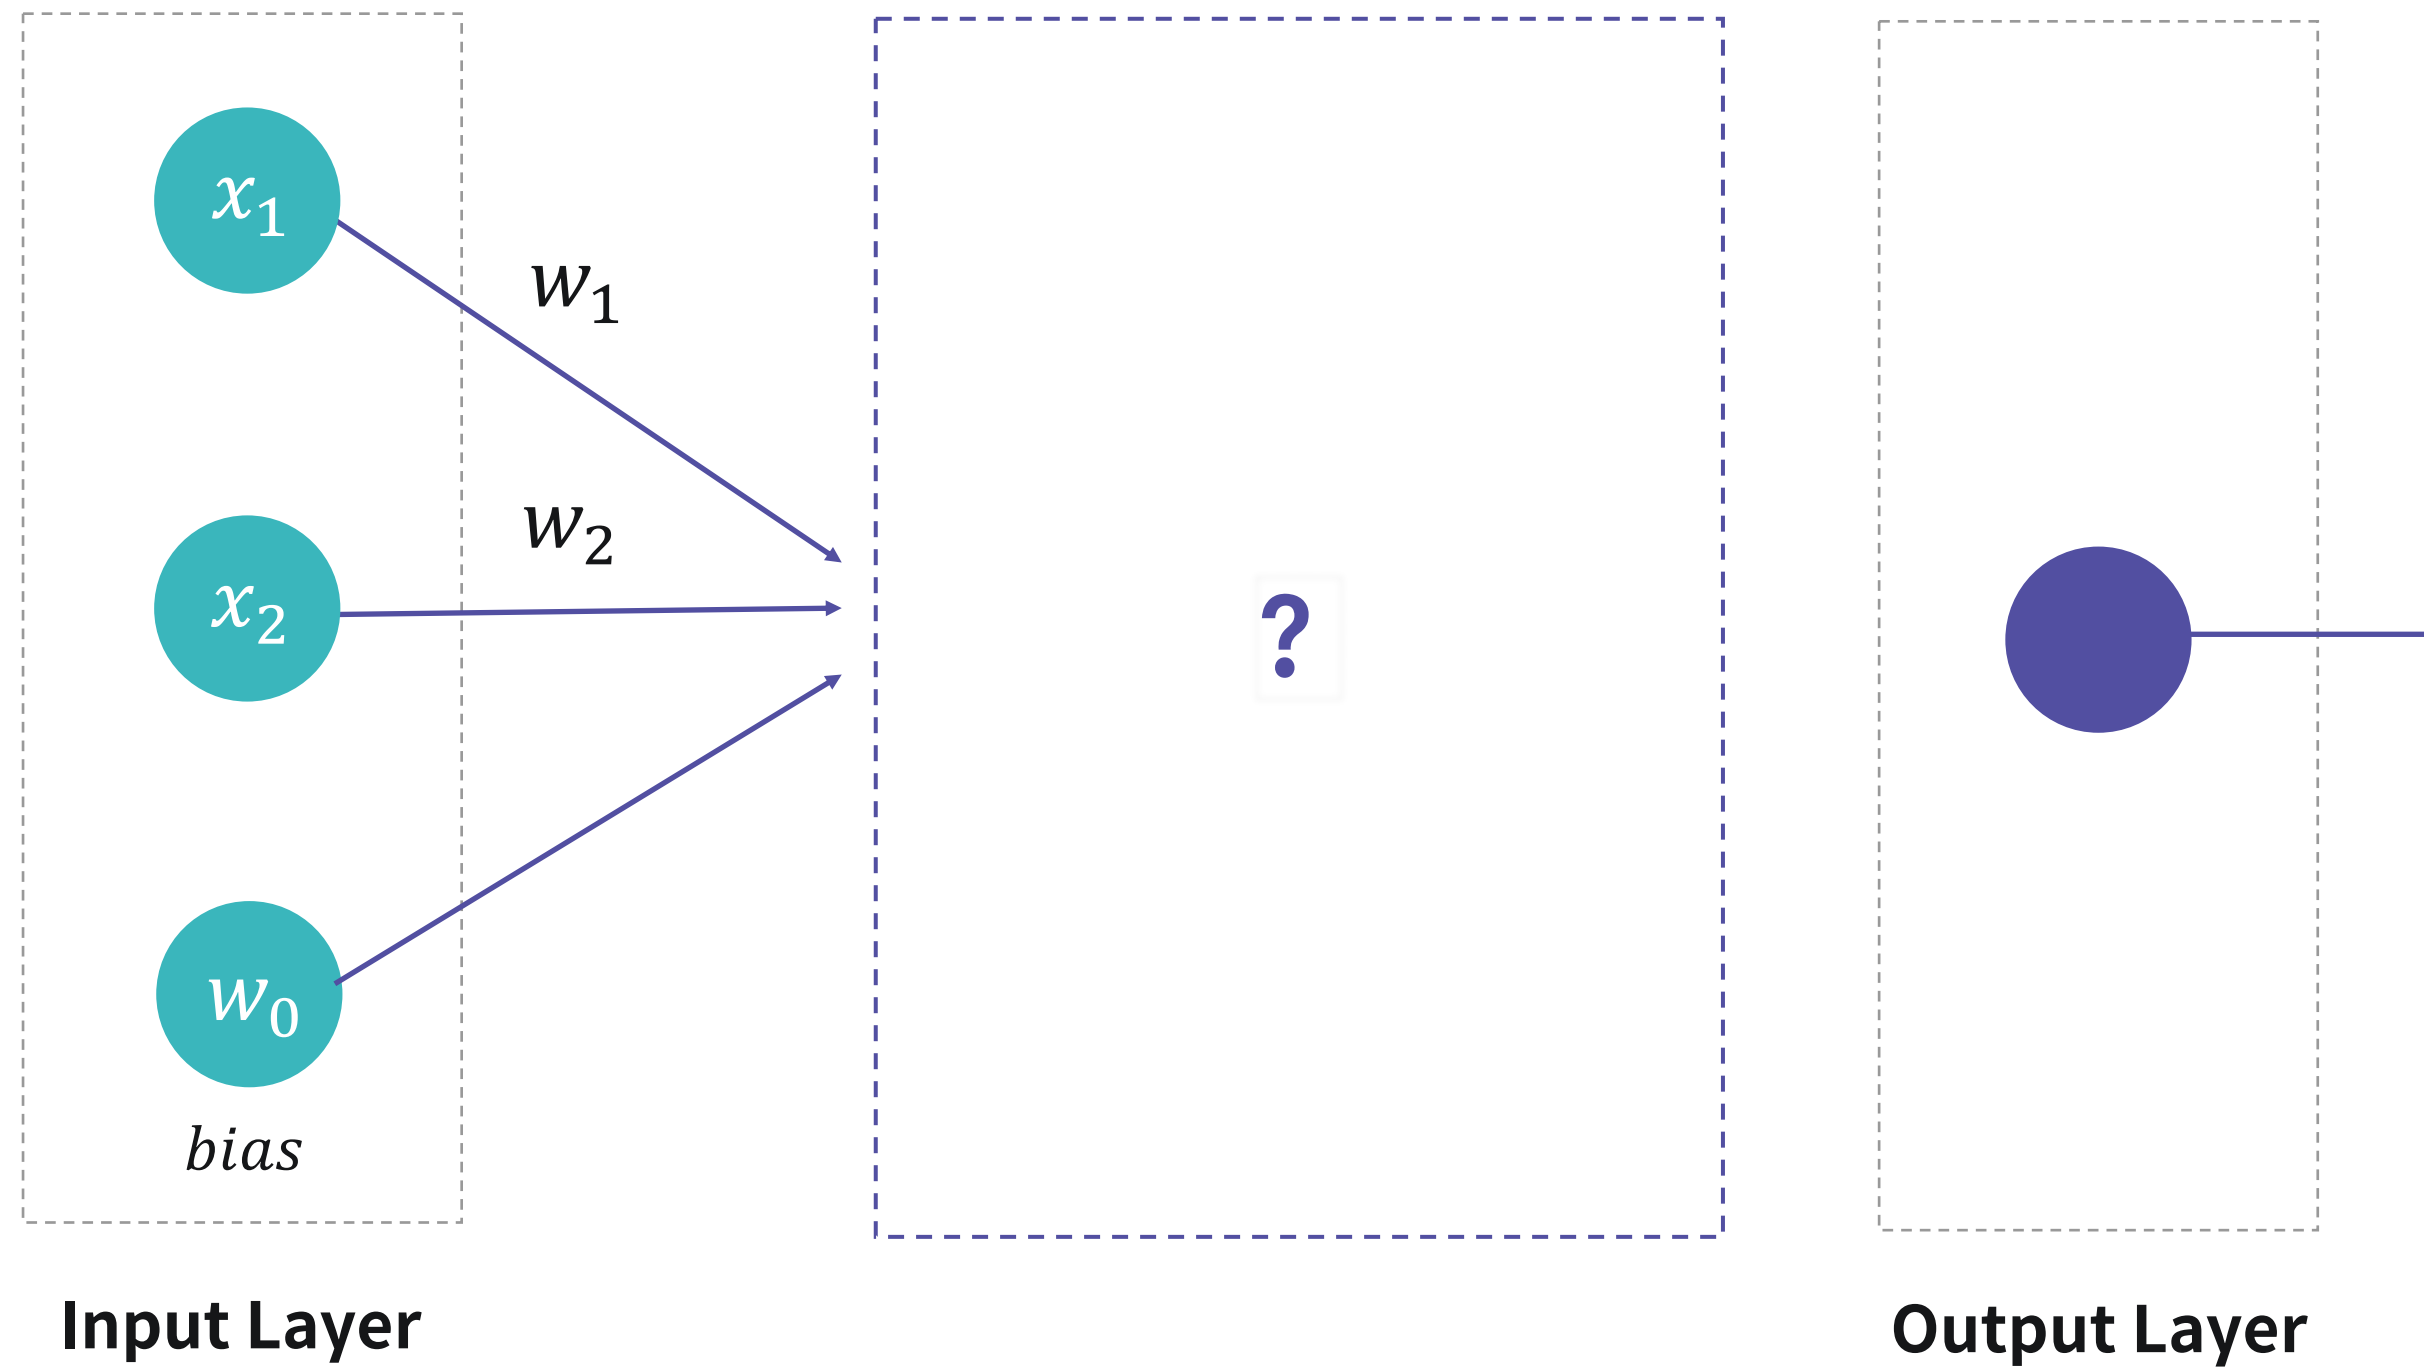 x₁
w₁
w₂
x₂
?
w₀
bias
Input Layer
Output Layer